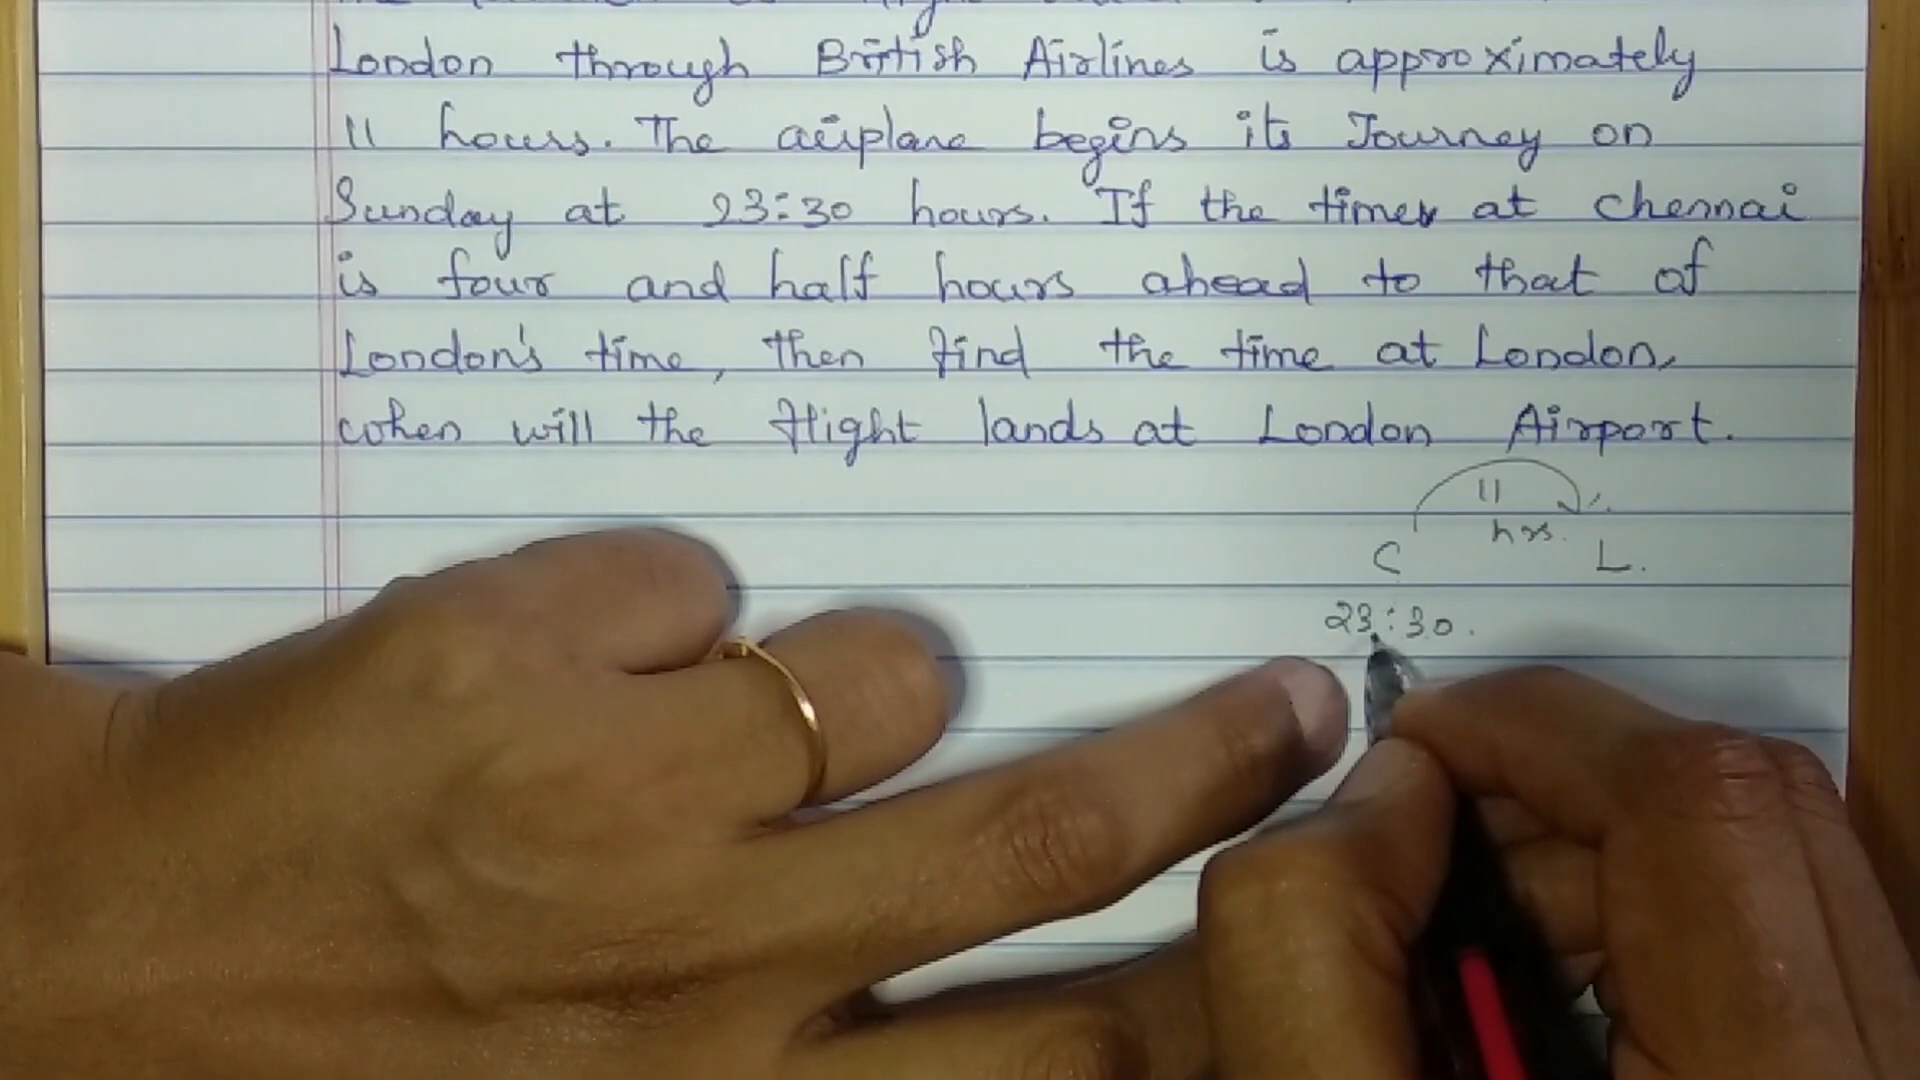 London through British Airlines is approximately
11 hours. The airplane begins its Journey on
Sunday at 23:30 hours. If the time at chennai
is four and half hours ahead to that of
London's time, then find the time at London,
when will the flight lands at London Airport.
11
hrs.
C L.
23:30.